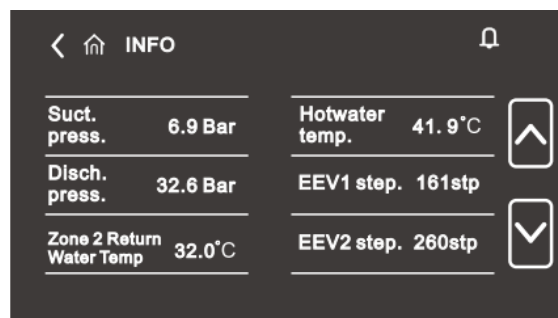 INFO
Suct.
press. 6.9 Bar
Disch.
press. 32.6 Bar
Zone 2 Return
Water Temp 32.0°C
Hotwater
temp. 41.9°C
EEV1 step. 161stp
EEV2 step. 260stp